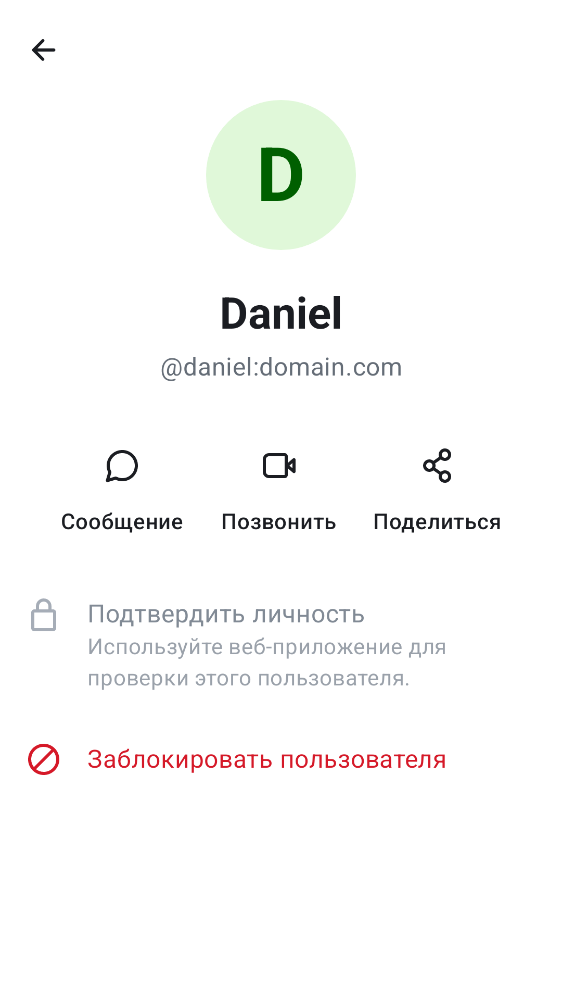 D
Daniel
@daniel:domain.com
Сообщение Позвонить Поделиться
Подтвердить личность
Используйте веб-приложение для
проверки этого пользователя.
Заблокировать пользователя